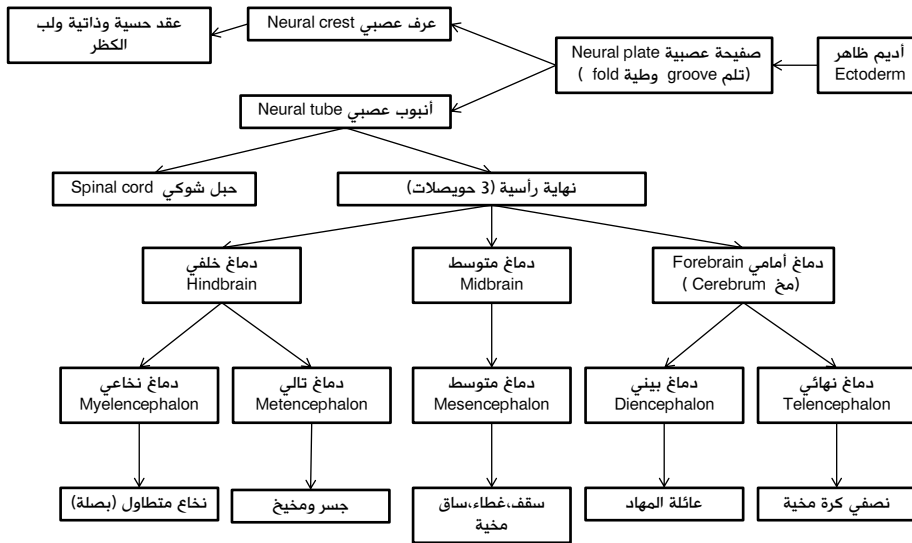 أديم ظاهر
Ectoderm
صفيحة عصبية Neural plate
(تلم groove وطية fold )
عرف عصبي Neural crest
عقد حسية وذاتية ولب
الكظر
أنبوب عصبي Neural tube
نهاية رأسية (3 حويصلات)
حبل شوكي Spinal cord
دماغ أمامي Forebrain
(مخ Cerebrum )
دماغ متوسط
Midbrain
دماغ خلفي
Hindbrain
دماغ نهائي
Telencephalon
دماغ بيني
Diencephalon
دماغ متوسط
Mesencephalon
دماغ تالي
Metencephalon
دماغ نخاعي
Myelencephalon
نصفي كرة مخية
عائلة المهاد
سقف،غطاء،ساق
مخية
جسر ومخيخ
نخاع متطاول (بصلة)